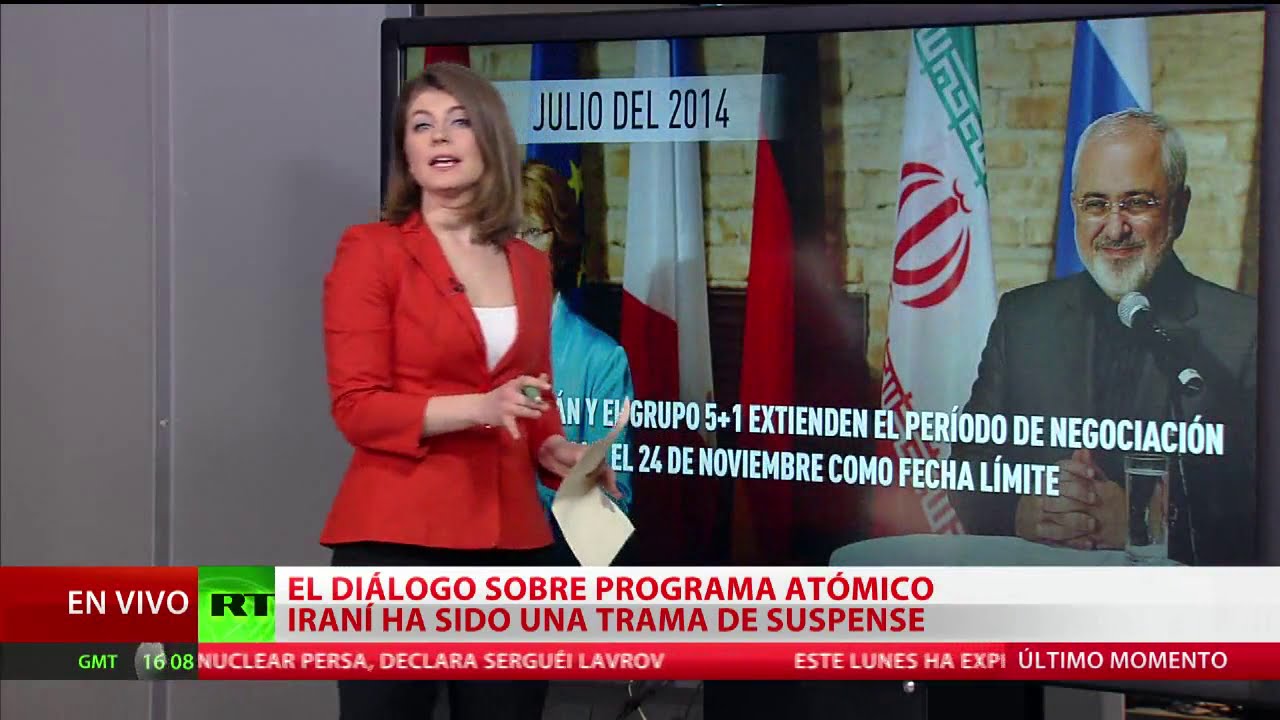 JULIO DEL 2014
Y EL GRUPO 5+1 EXTIENDEN EL PERÍODO DE NEGOCIACIÓN
EL 24 DE NOVIEMBRE COMO FECHA LÍMITE
EN VIVO
RT
EL DIÁLOGO SOBRE PROGRAMA ATÓMICO
IRANÍ HA SIDO UNA TRAMA DE SUSPENSE
GMT 16:08 NUCLEAR PERSA, DECLARA SERGUÉI LAVROV ESTE LUNES HA EXPI ÚLTIMO MOMENTO